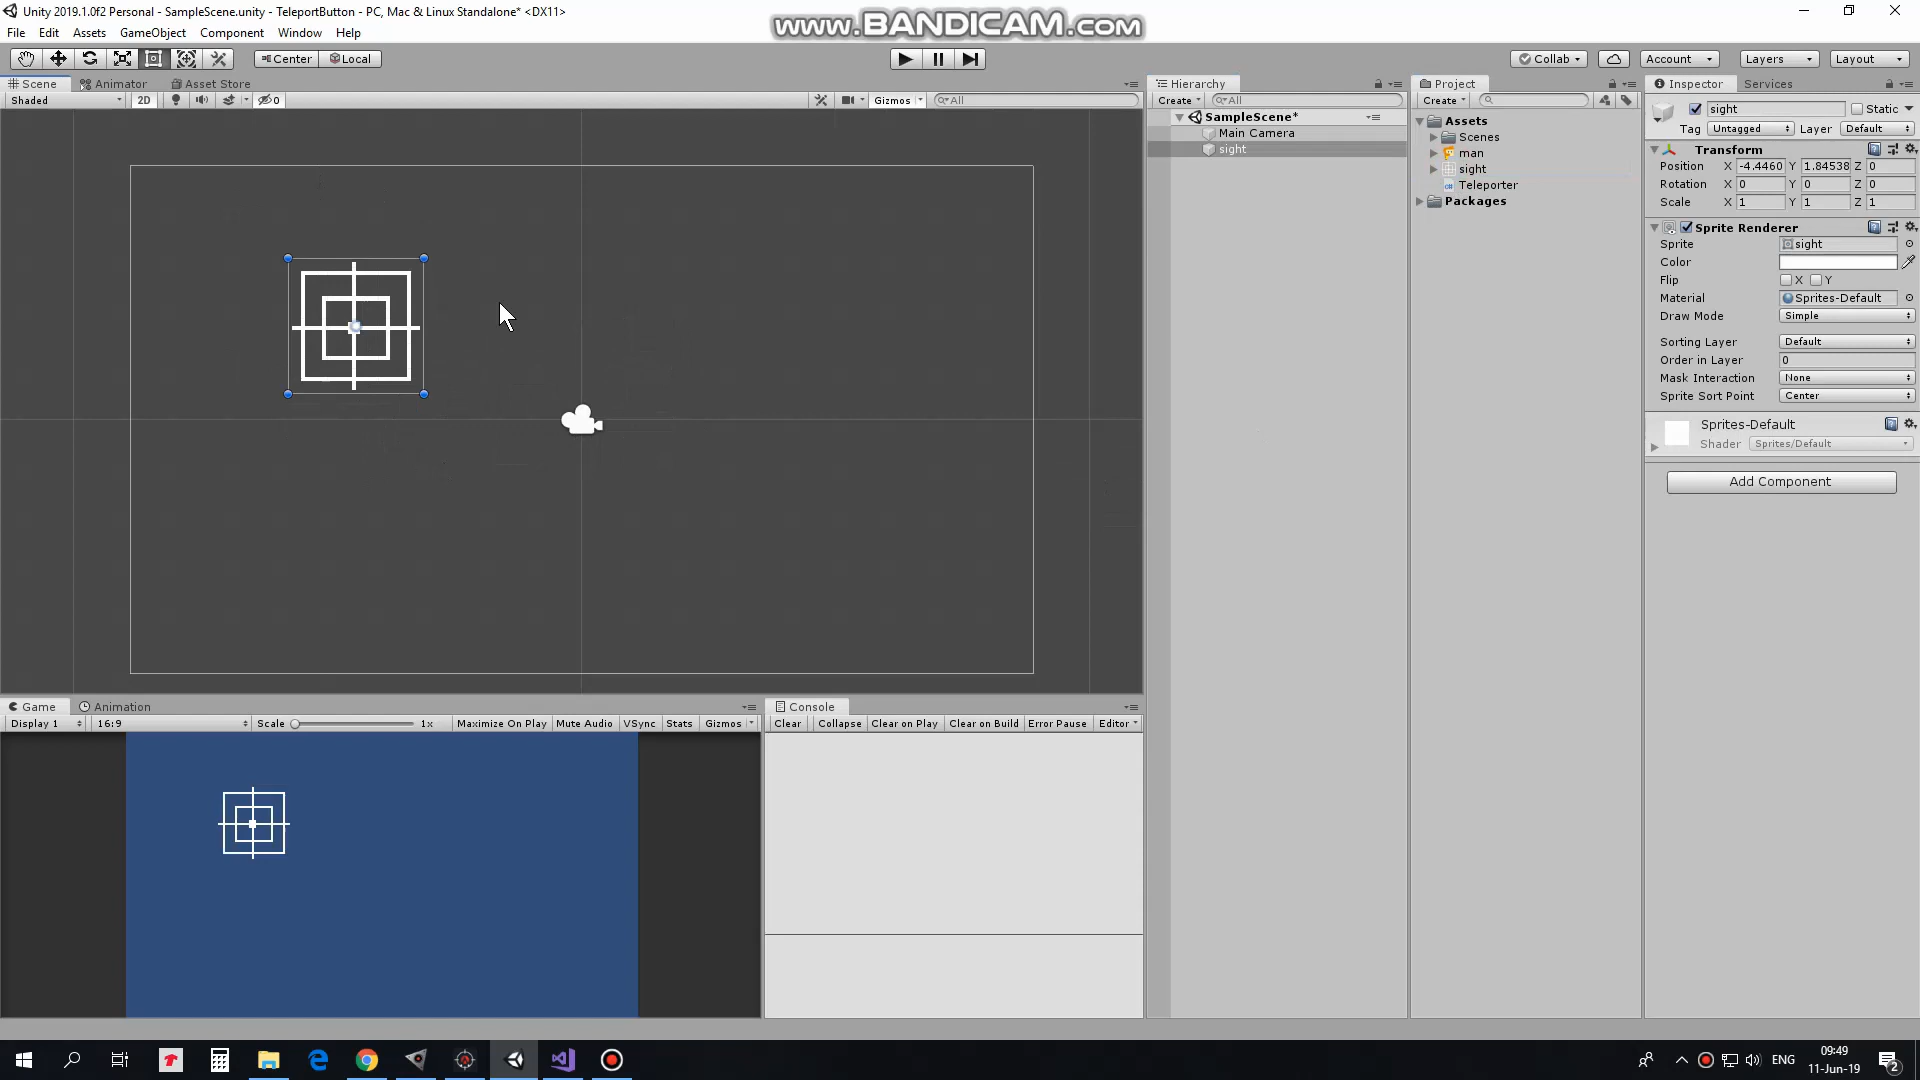 Unity 2019.1.0f2 Personal - SampleScene.unity - TeleportButton - PC, Mac & Linux Standalone* <DX11>
www.BANDICAM.com
File Edit Assets GameObject Component Window Help
Center Local
Collab Account Layers Layout
Scene Animator Asset Store
Shaded 2D 0 Gizmos All
Hierarchy
Create All
SampleScene*
Main Camera
sight
Project
Create
Assets
Scenes
man
sight
Teleporter
Packages
Inspector Services
sight Static
Tag Untagged Layer Default
Transform
Position X -4.4460 Y 1.84538 Z 0
Rotation X 0 Y 0 Z 0
Scale X 1 Y 1 Z 1
Sprite Renderer
Sprite sight
Color
Flip X Y
Material Sprites-Default
Draw Mode Simple
Sorting Layer Default
Order in Layer 0
Mask Interaction None
Sprite Sort Point Center
Sprites-Default
Shader Sprites/Default
Add Component
Game Animation
Display 1 16:9 Scale 1x Maximize On Play Mute Audio VSync Stats Gizmos
Console
Clear Collapse Clear on Play Clear on Build Error Pause Editor
ENG
09:49
11-Jun-19
2